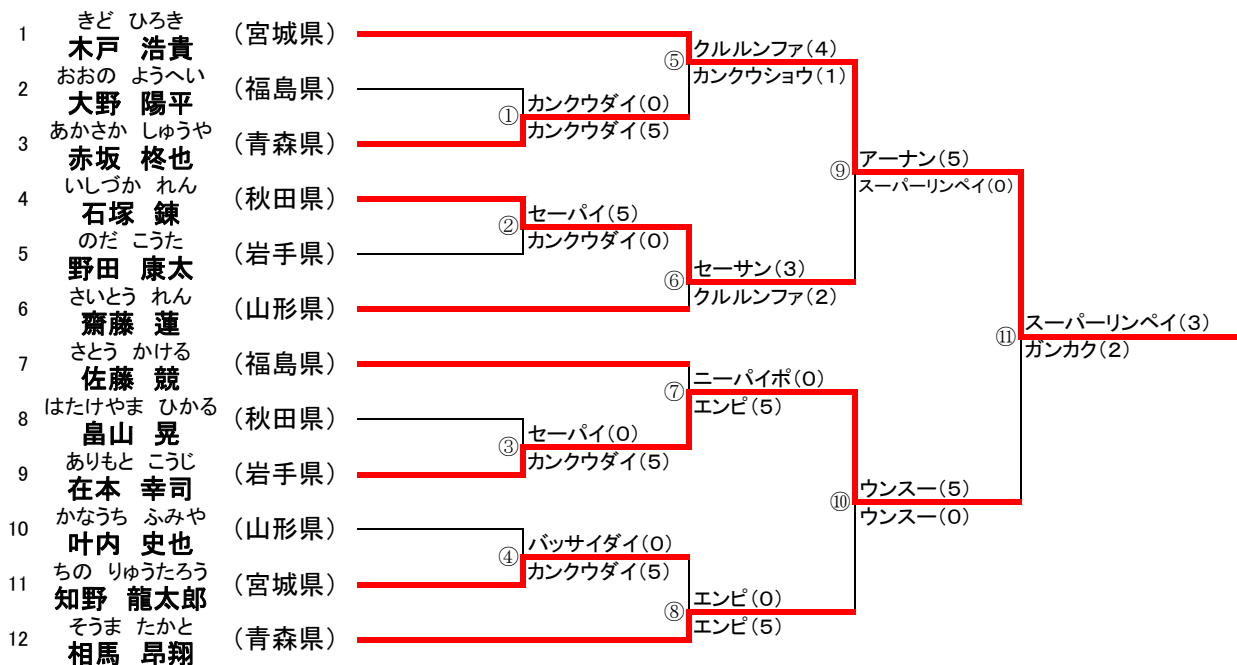 きど ひろき
1 木戸 浩貴 （宮城県）
おおの ようへい
2 大野 陽平 （福島県）
あかさか しゅうや
3 赤坂 柊也 （青森県）
いしづか れん
4 石塚 錬 （秋田県）
のだ こうた
5 野田 康太 （岩手県）
さいとう れん
6 齋藤 蓮 （山形県）
さとう かける
7 佐藤 競 （福島県）
はたけやま ひかる
8 畠山 晃 （秋田県）
ありもと こうじ
9 在本 幸司 （岩手県）
かなうち ふみや
10 叶内 史也 （山形県）
ちの りゅうたろう
11 知野 龍太郎 （宮城県）
そうま たかと
12 相馬 昂翔 （青森県）
①
カンクウダイ（0）
カンクウダイ（5）
②
セーパイ（5）
カンクウダイ（0）
③
セーパイ（0）
カンクウダイ（5）
④
バッサイダイ（0）
カンクウダイ（5）
⑤
クルルンファ（4）
カンクウショウ（1）
⑥
セーサン（3）
クルルンファ（2）
⑦
ニーパイポ（0）
エンピ（5）
⑧
エンピ（0）
エンピ（5）
⑨
アーナン（5）
スーパーリンペイ（0）
⑩
ウンスー（5）
ウンスー（0）
⑪
スーパーリンペイ（3）
ガンカク（2）